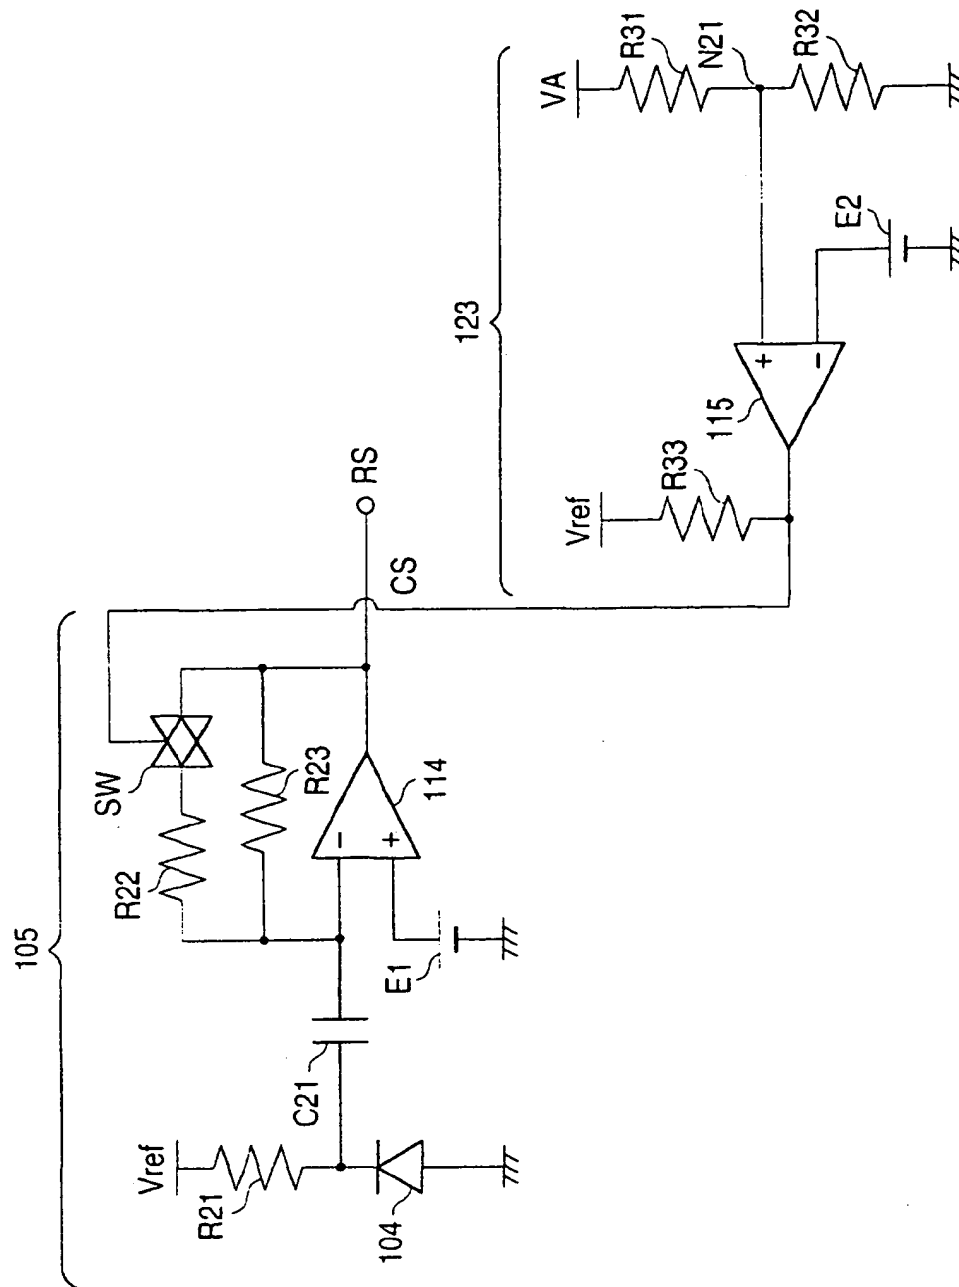 105
Vref
R21
104
C21
E1
R22
SW
R23
-
+
114
CS
RS
123
Vref
R33
115
+
-
E2
VA
R31
N21
R32